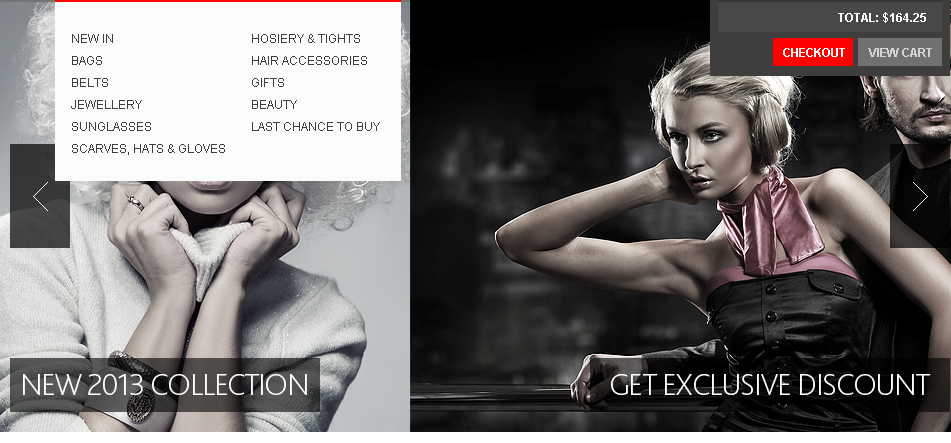 NEW IN
BAGS
BELTS
JEWELLERY
SUNGLASSES
SCARVES, HATS & GLOVES
HOSIERY & TIGHTS
HAIR ACCESSORIES
GIFTS
BEAUTY
LAST CHANCE TO BUY
TOTAL: $164.25
CHECKOUT
VIEW CART
NEW 2013 COLLECTION
GET EXCLUSIVE DISCOUNT